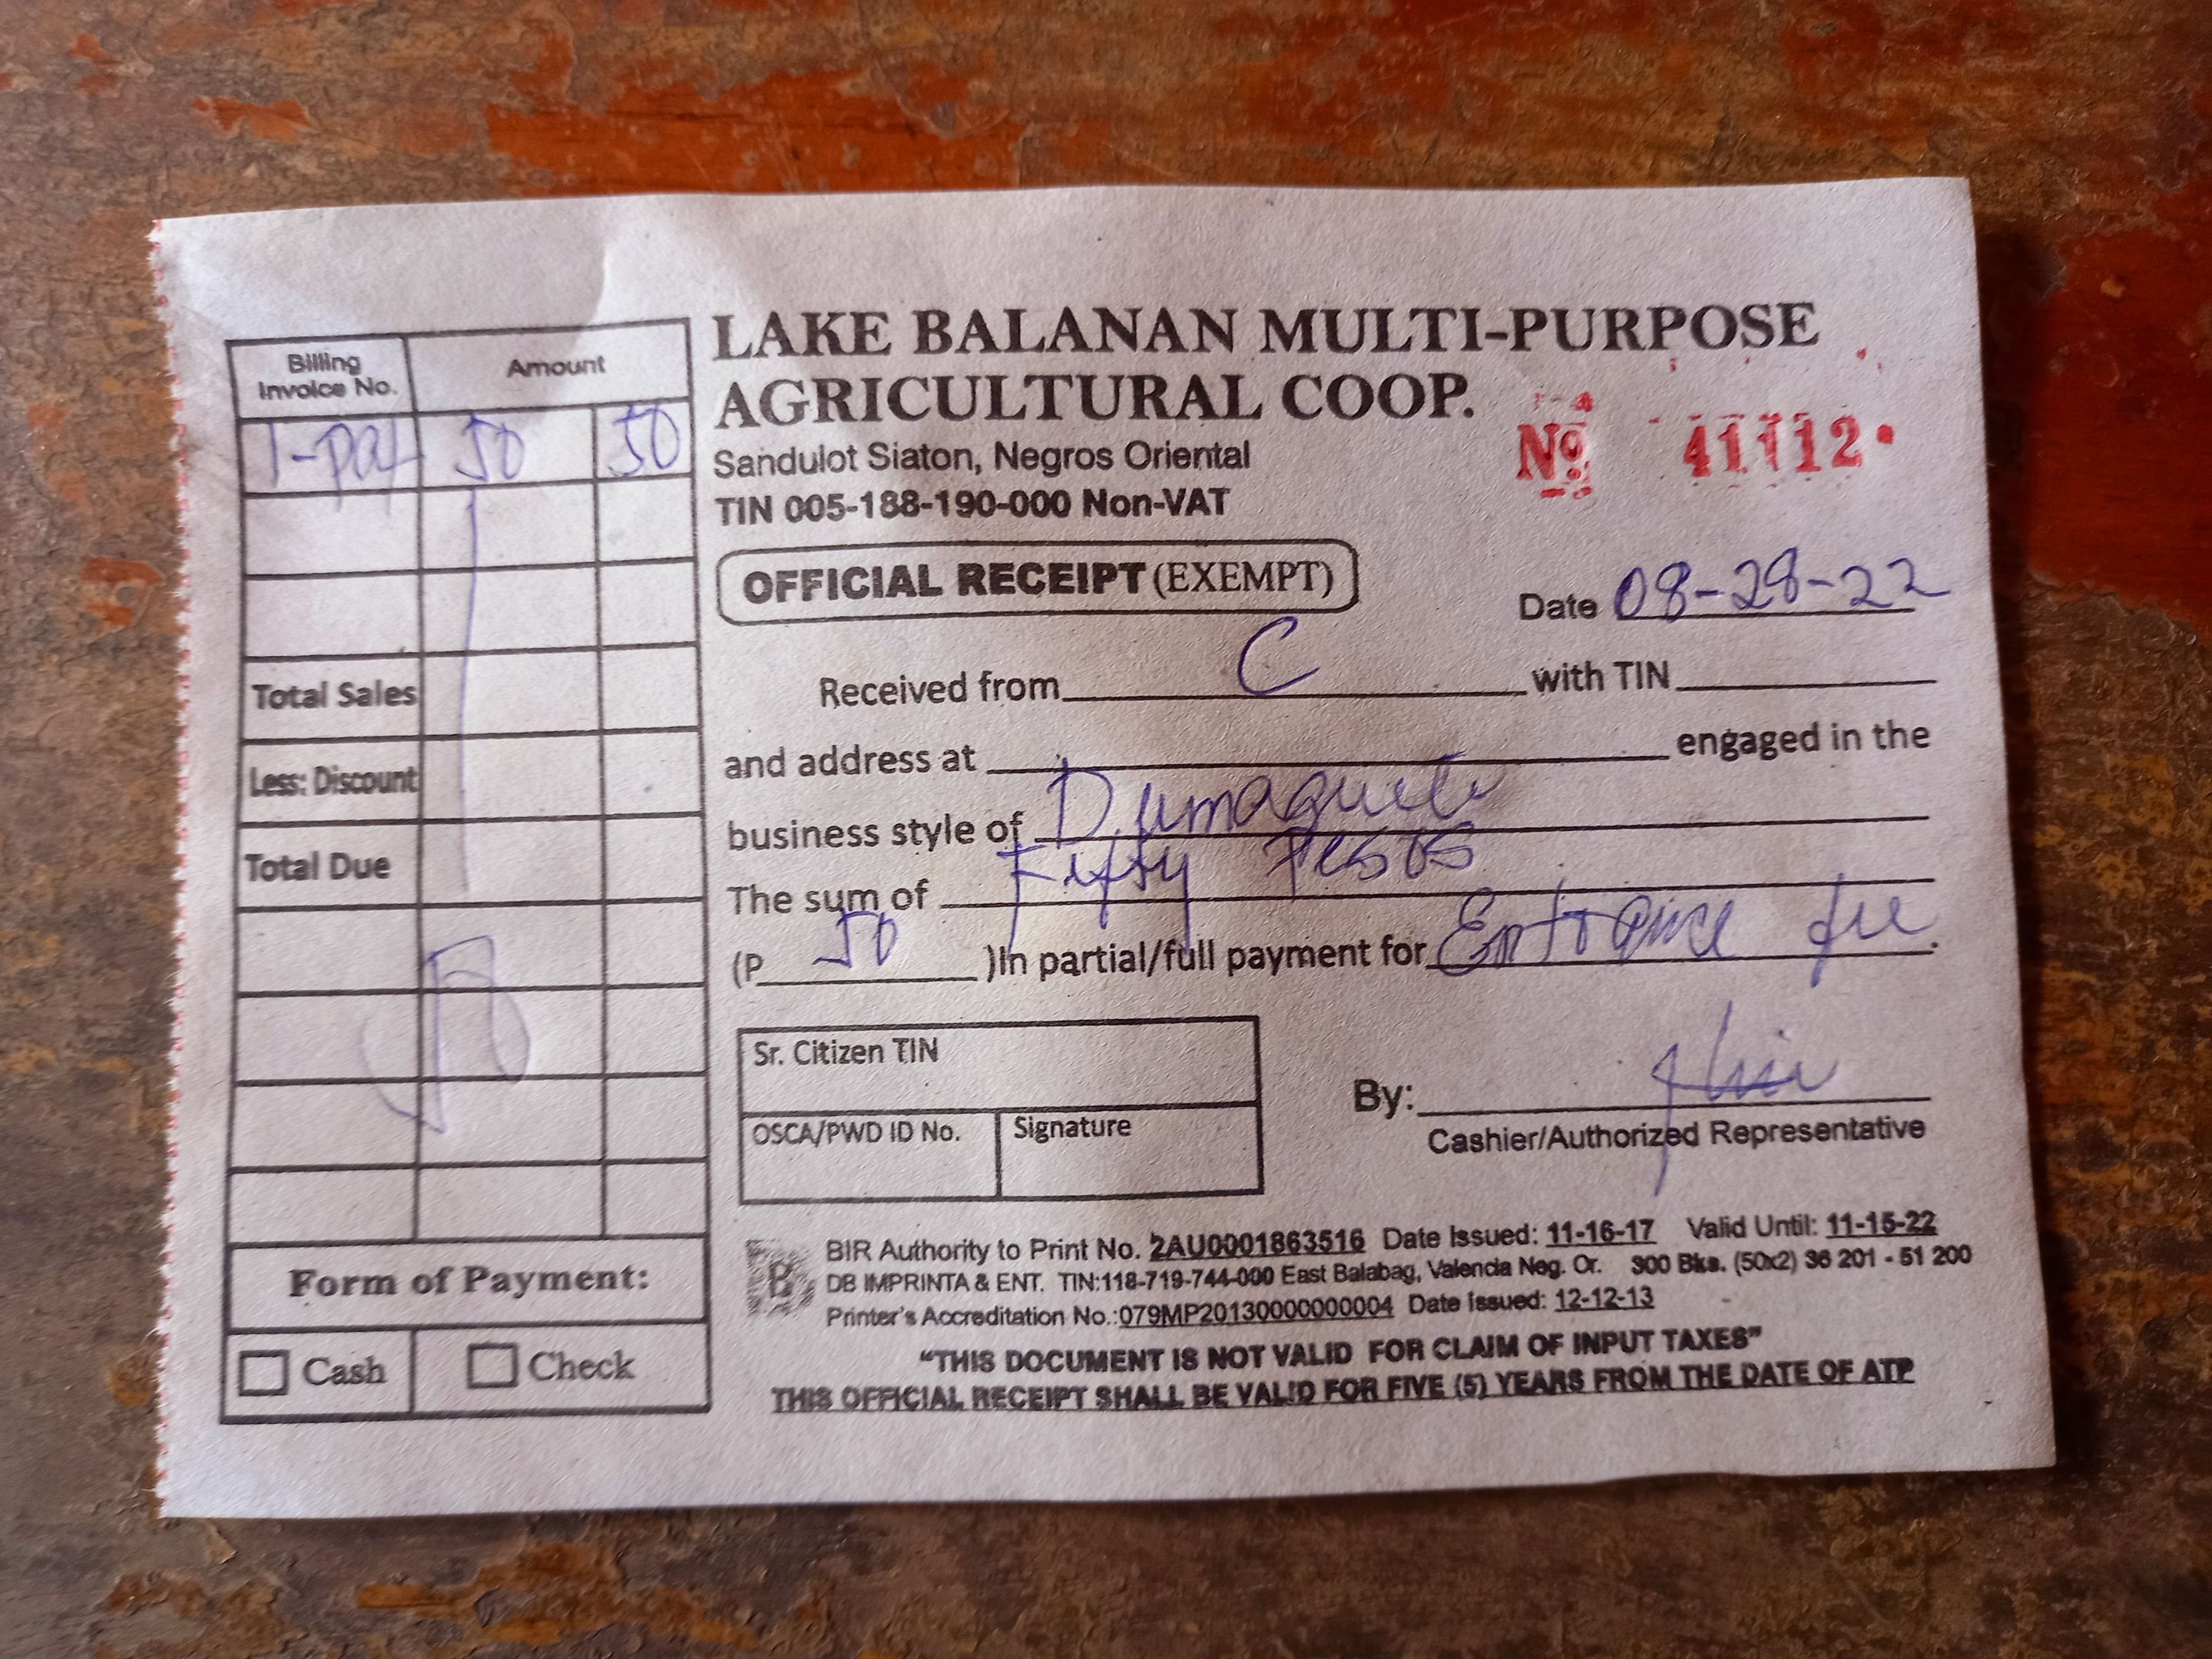 LAKE BALANAN MULTI-PURPOSE
AGRICULTURAL COOP.
Sandulot Siaton, Negros Oriental
TIN 005-188-190-000 Non-VAT
Nº 41112
OFFICIAL RECEIPT (EXEMPT)
Date 08-28-22
Received from C with TIN
and address at engaged in the
business style of Dumaguete
The sum of Fifty Pesos
(P 50 )In partial/full payment for Entrance fee.
Billing Invoice No. Amount
50 50
Total Sales
Less: Discount
Total Due
Form of Payment:
Cash Check
Sr. Citizen TIN
OSCA/PWD ID No. Signature
By:
Cashier/Authorized Representative
BIR Authority to Print No. 2AU0001863516 Date Issued: 11-16-17 Valid Until: 11-15-22
DB IMPRINTA & ENT. TIN:118-719-744-000 East Balabag, Valencia Neg. Or. 300 Bks. (50x2) 36 201 - 51 200
Printer's Accreditation No.:079MP20130000000004 Date Issued: 12-12-13
"THIS DOCUMENT IS NOT VALID FOR CLAIM OF INPUT TAXES"
THIS OFFICIAL RECEIPT SHALL BE VALID FOR FIVE (5) YEARS FROM THE DATE OF ATP